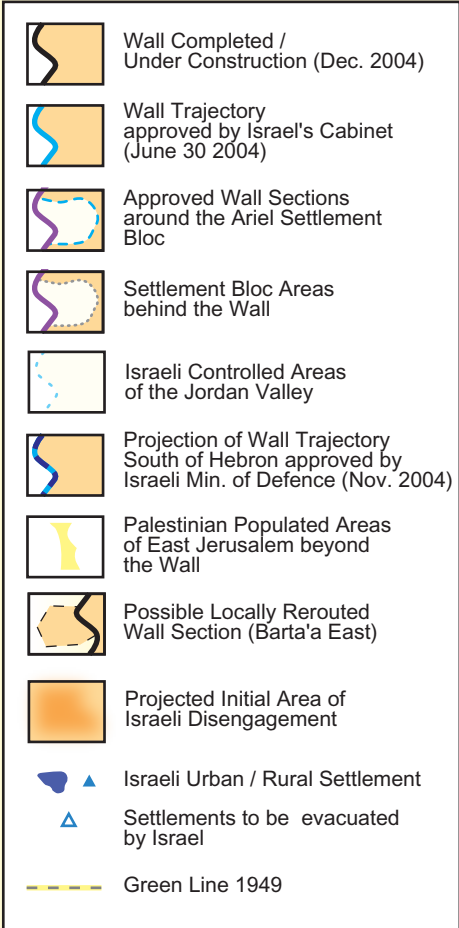 Wall Completed /
Under Construction (Dec. 2004)
Wall Trajectory
approved by Israel's Cabinet
(June 30 2004)
Approved Wall Sections
around the Ariel Settlement
Bloc
Settlement Bloc Areas
behind the Wall
Israeli Controlled Areas
of the Jordan Valley
Projection of Wall Trajectory
South of Hebron approved by
Israeli Min. of Defence (Nov. 2004)
Palestinian Populated Areas
of East Jerusalem beyond
the Wall
Possible Locally Rerouted
Wall Section (Barta'a East)
Projected Initial Area of
Israeli Disengagement
Israeli Urban / Rural Settlement
Settlements to be evacuated
by Israel
Green Line 1949